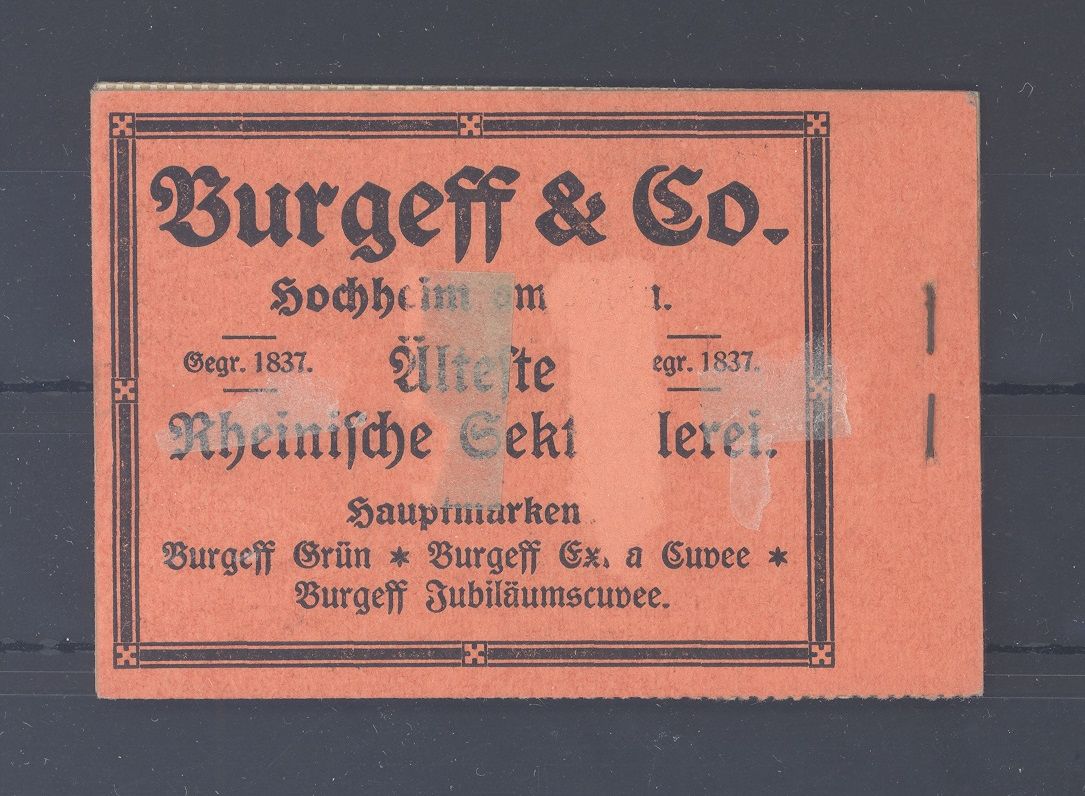 Burgeff & Co.
Hochheim am
Gegr. 1837.
Älteste
egr. 1837.
Rheinische Sekt lerei.
Hauptmarken
Burgeff Grün * Burgeff Ex. a Cuvee *
Burgeff Jubiläumscuvee.